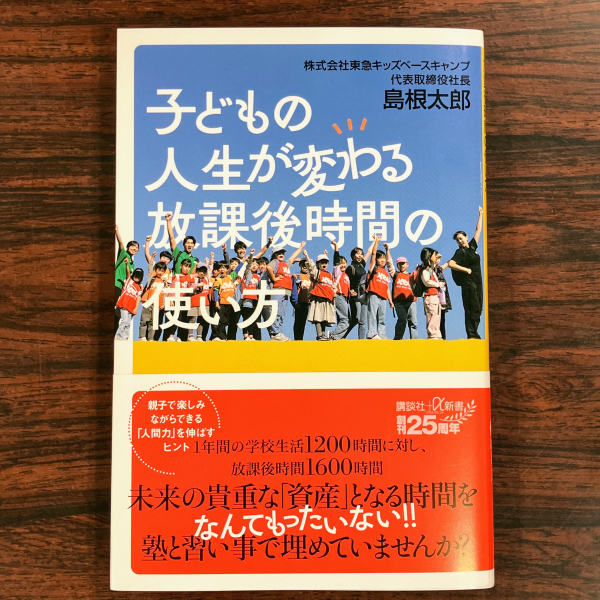 株式会社東急キッズベースキャンプ
代表取締役社長
島根太郎
子どもの
人生が変わる
放課後時間の
使い方
講談社+α新書
創刊25周年
親子で楽しみ
ながらできる
「人間力」を伸ばす
ヒント
1年間の学校生活1200時間に対し、
放課後時間1600時間
未来の貴重な「資産」となる時間を
なんてもったいない!!
塾と習い事で埋めていませんか?